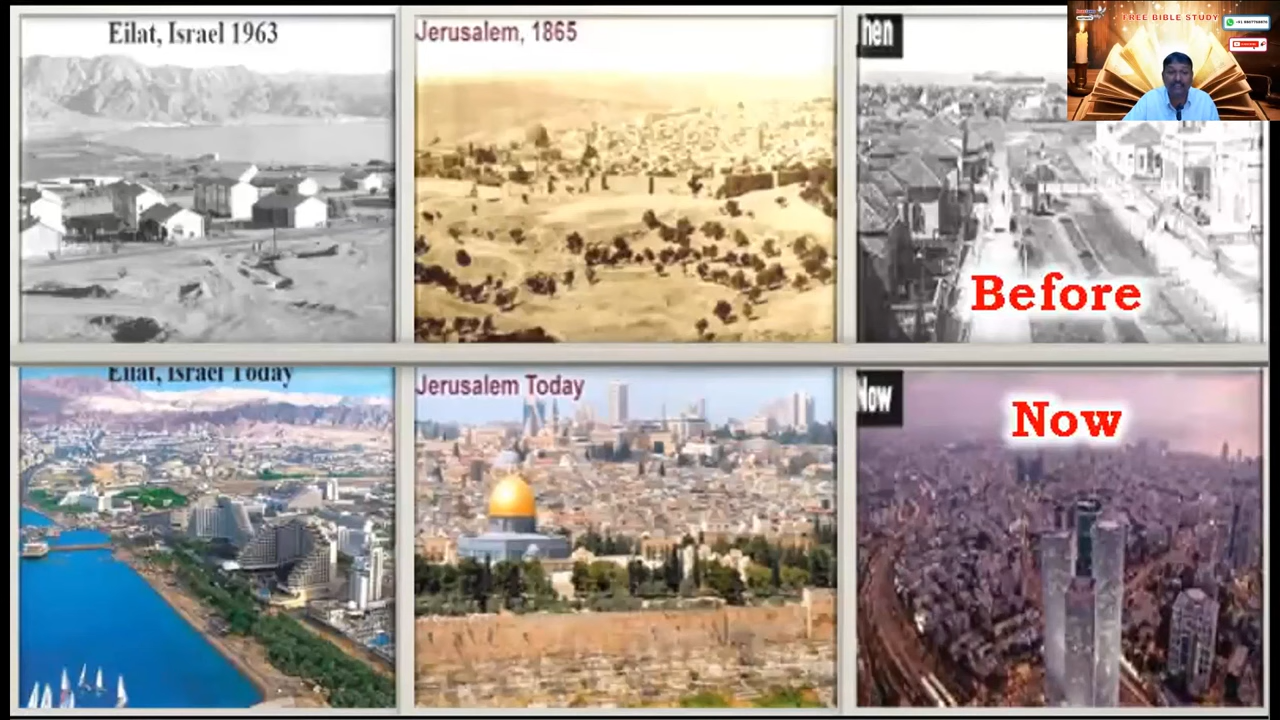 Eilat, Israel 1963
Jerusalem, 1865
hen
FREE BIBLE STUDY
Before
Eilat, Israel Today
Jerusalem Today
Now
Now